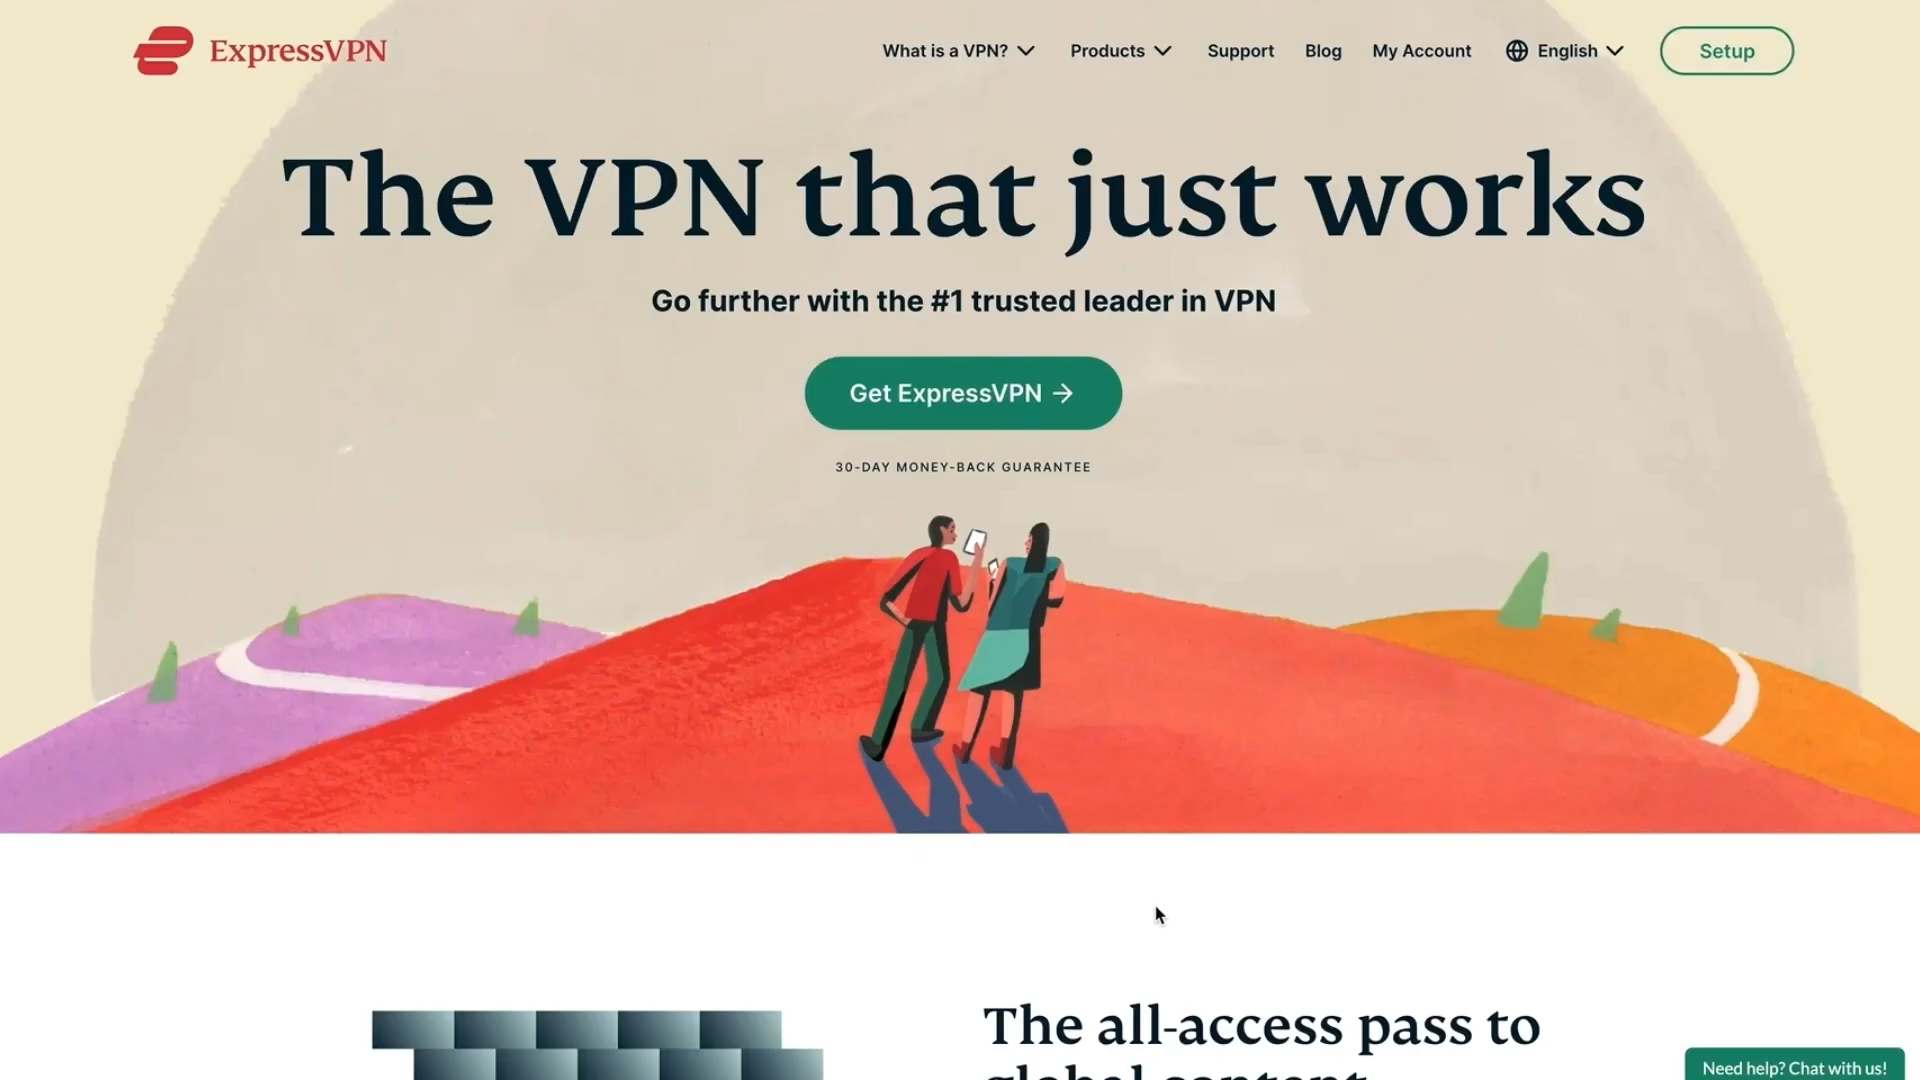 ExpressVPN
What is a VPN?
Products
Support
Blog
My Account
English
Setup
The VPN that just works
Go further with the #1 trusted leader in VPN
Get ExpressVPN →
30-DAY MONEY-BACK GUARANTEE
The all-access pass to
global content
Need help? Chat with us!